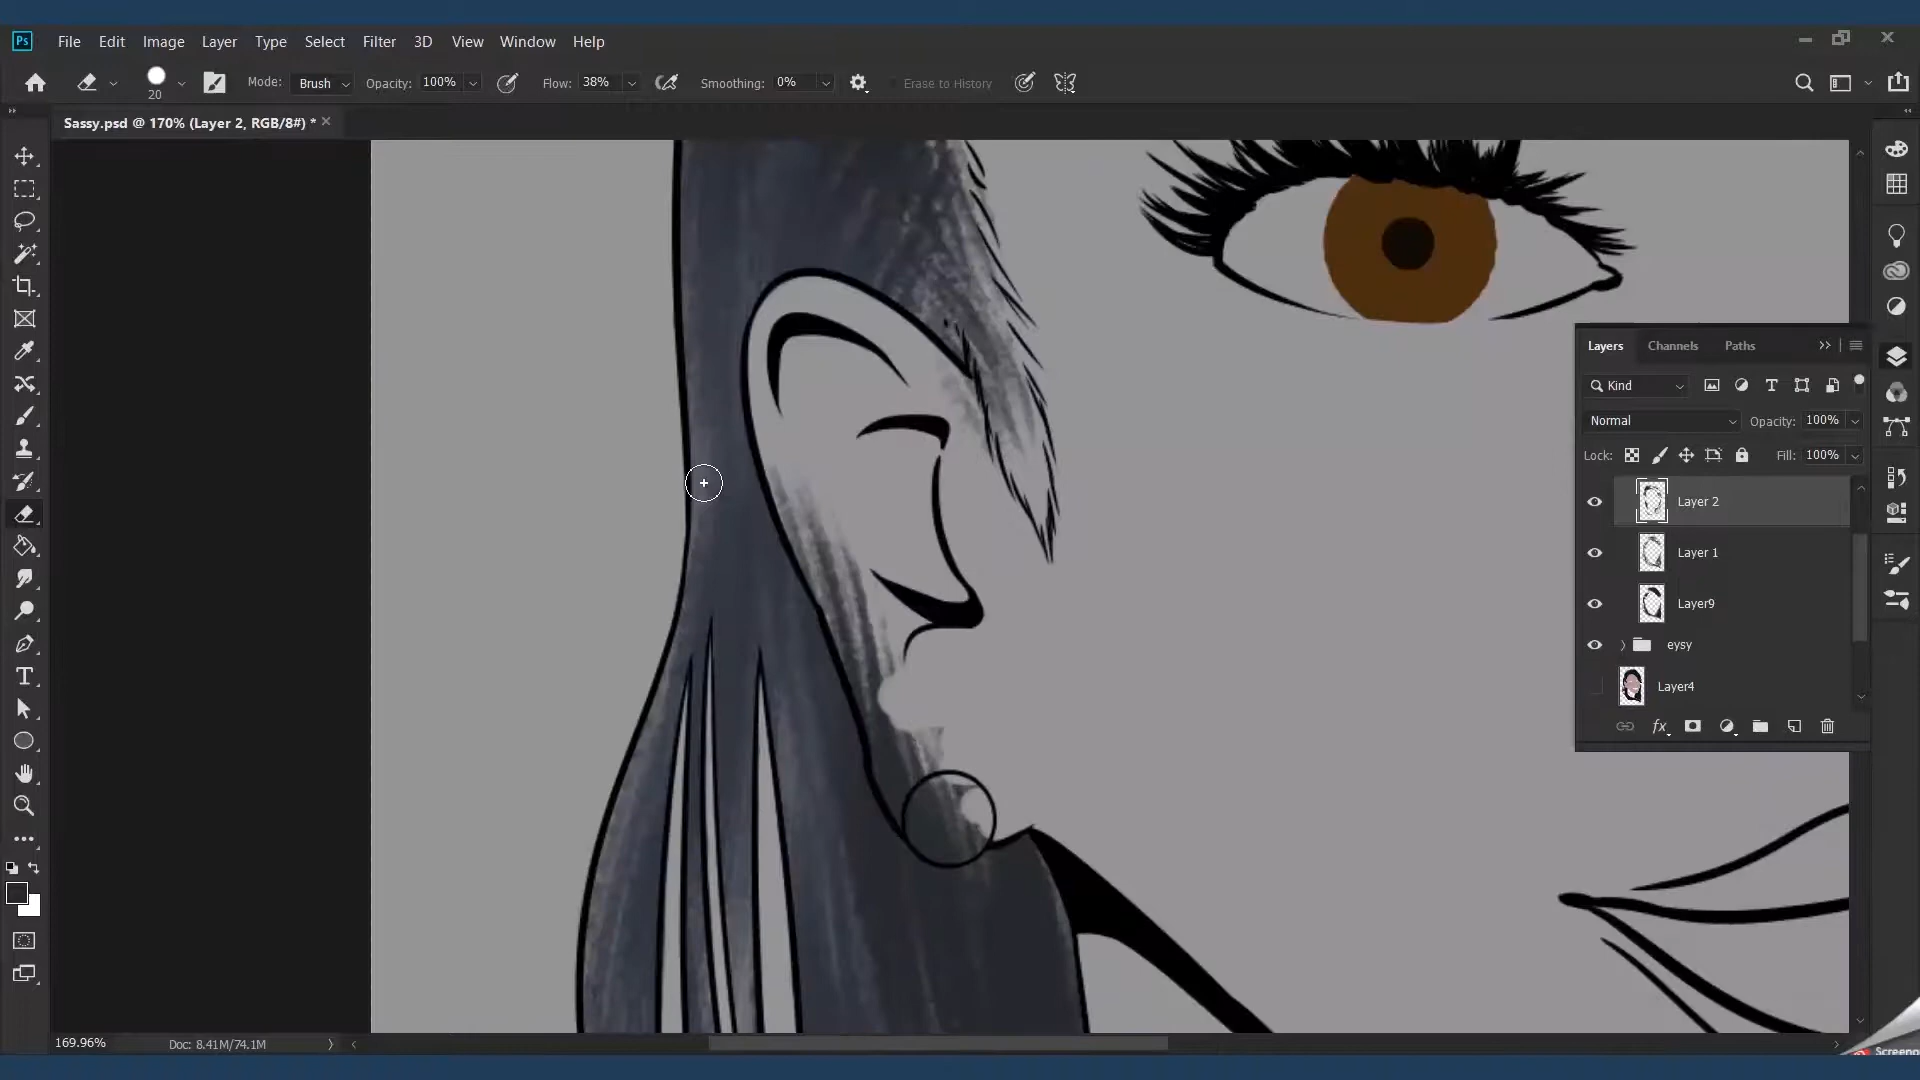 Ps File Edit Image Layer Type Select Filter 3D View Window Help
20 Mode: Brush Opacity: 100% Flow: 38% Smoothing: 0% Erase to History
Sassy.psd @ 170% (Layer 2, RGB/8#) * ×
Layers Channels Paths
Kind
Normal Opacity: 100%
Lock: Fill: 100%
Layer 2
Layer 1
Layer9
eysy
Layer4
fx
169.96% Doc: 8.41M/74.1M